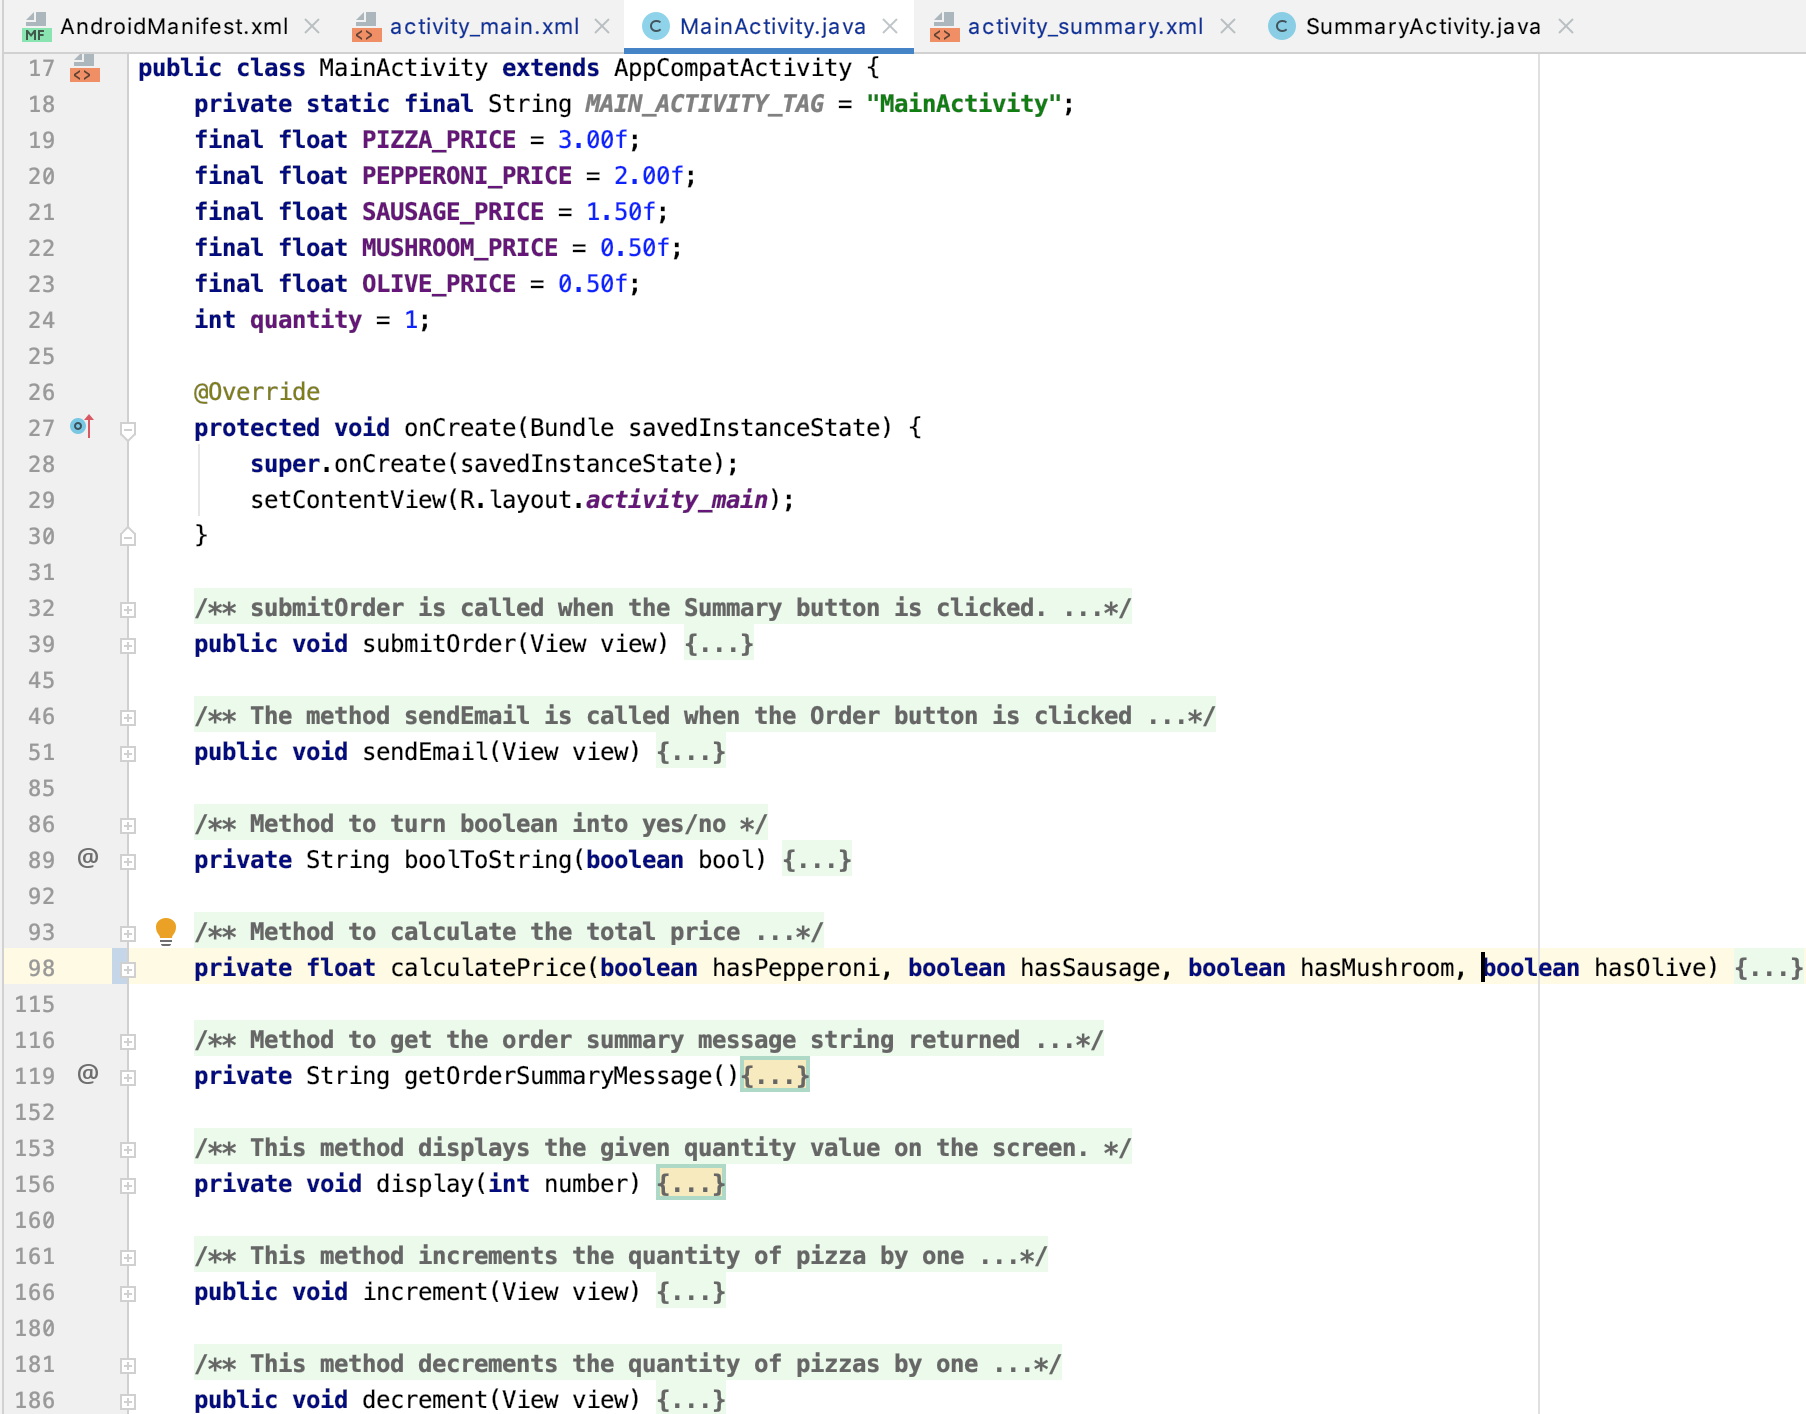 AndroidManifest.xml activity_main.xml MainActivity.java activity_summary.xml SummaryActivity.java
17 public class MainActivity extends AppCompatActivity {
18 private static final String MAIN_ACTIVITY_TAG = "MainActivity";
19 final float PIZZA_PRICE = 3.00f;
20 final float PEPPERONI_PRICE = 2.00f;
21 final float SAUSAGE_PRICE = 1.50f;
22 final float MUSHROOM_PRICE = 0.50f;
23 final float OLIVE_PRICE = 0.50f;
24 int quantity = 1;
25
26 @Override
27 protected void onCreate(Bundle savedInstanceState) {
28 super.onCreate(savedInstanceState);
29 setContentView(R.layout.activity_main);
30 }
31
32 /** submitOrder is called when the Summary button is clicked. ...*/
39 public void submitOrder(View view) {...}
45
46 /** The method sendEmail is called when the Order button is clicked ...*/
51 public void sendEmail(View view) {...}
85
86 /** Method to turn boolean into yes/no */
89 @ private String boolToString(boolean bool) {...}
92
93 /** Method to calculate the total price ...*/
98 private float calculatePrice(boolean hasPepperoni, boolean hasSausage, boolean hasMushroom, boolean hasOlive) {...}
115
116 /** Method to get the order summary message string returned ...*/
119 @ private String getOrderSummaryMessage(){...}
152
153 /** This method displays the given quantity value on the screen. */
156 private void display(int number) {...}
160
161 /** This method increments the quantity of pizza by one ...*/
166 public void increment(View view) {...}
180
181 /** This method decrements the quantity of pizzas by one ...*/
186 public void decrement(View view) {...}